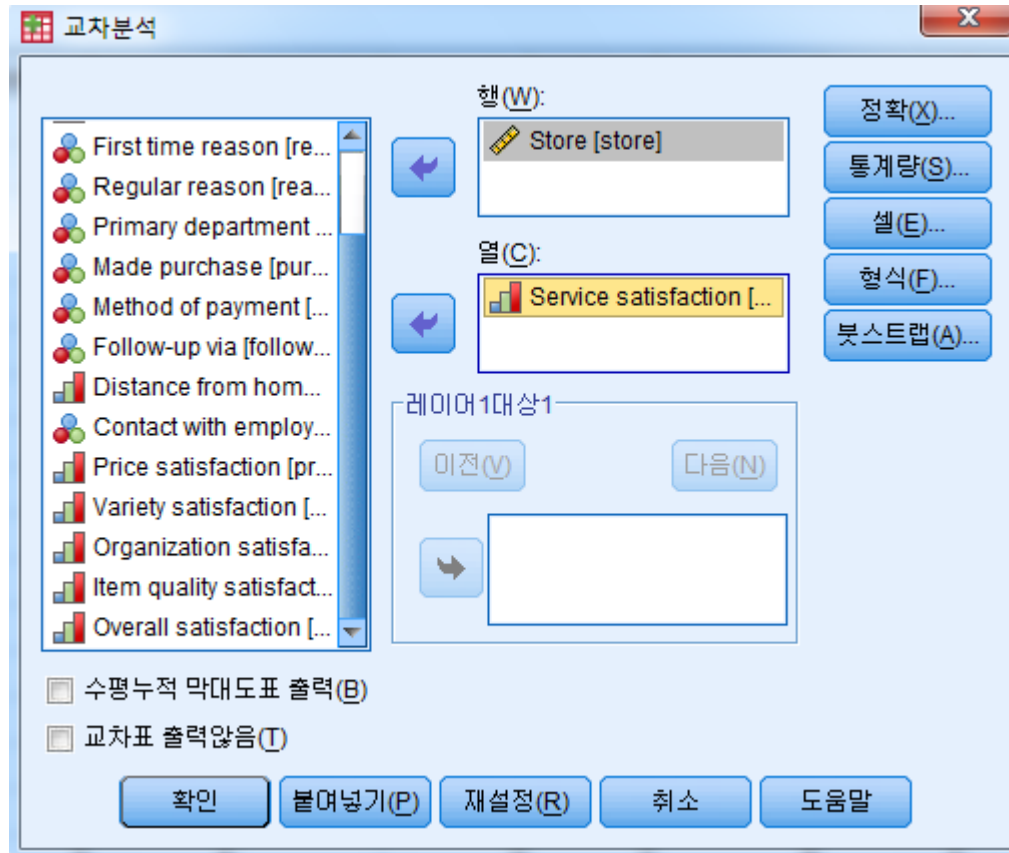 교차분석
행(W):
Store [store]
열(C):
Service satisfaction [...
First time reason [re...
Regular reason [rea...
Primary department ...
Made purchase [pur...
Method of payment [...
Follow-up via [follow...
Distance from hom...
Contact with employ...
Price satisfaction [pr...
Variety satisfaction [...
Organization satisfa...
Item quality satisfact...
Overall satisfaction [...
레이어1대상1
이전(V)
다음(N)
정확(X)...
통계량(S)...
셀(E)...
형식(F)...
붓스트랩(A)...
수평누적 막대도표 출력(B)
교차표 출력않음(T)
확인
붙여넣기(P)
재설정(R)
취소
도움말